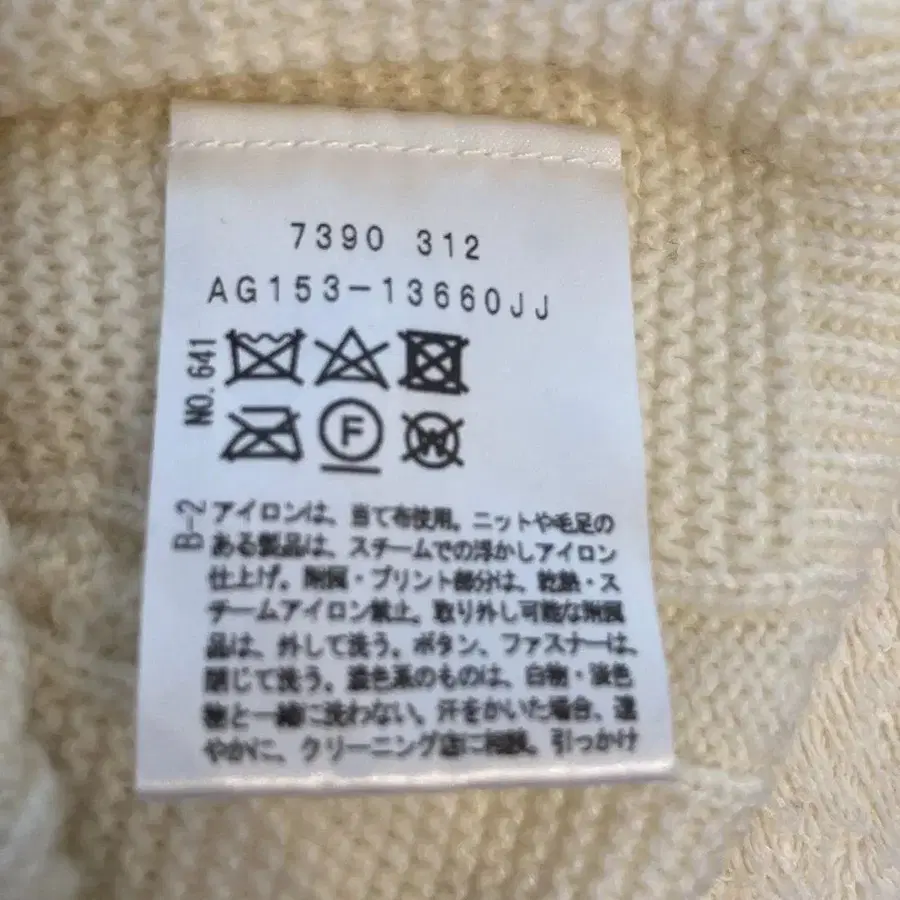 7390 312
AG153-13660JJ
NO.641
F
W
B-2
アイロンは、当て布使用。ニットや毛足の
ある製品は、スチームでの浮かしアイロン
仕上げ。附属・プリント部分は、乾熱・ス
チームアイロン禁止。取り外し可能な附属
品は、外して洗う。ボタン、ファスナーは、
閉じて洗う。濃色系のものは、白物・淡色
物と一緒に洗わない。汗をかいた場合、速
やかに、クリーニング店に相談。引っかけ